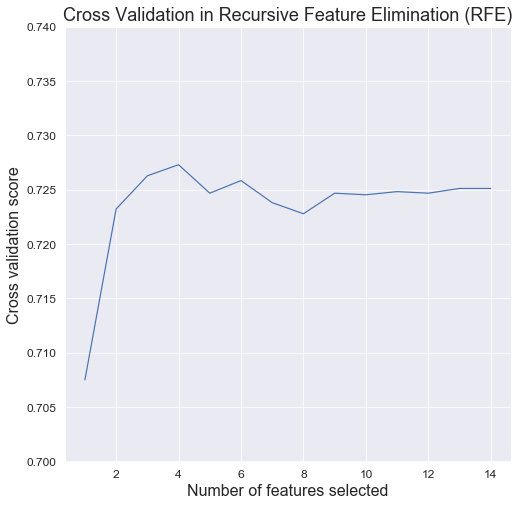 Cross Validation in Recursive Feature Elimination (RFE)
0.740
0.735
0.730
0.725
0.720
0.715
0.710
0.705
0.700
Cross validation score
2 4 6 8 10 12 14
Number of features selected